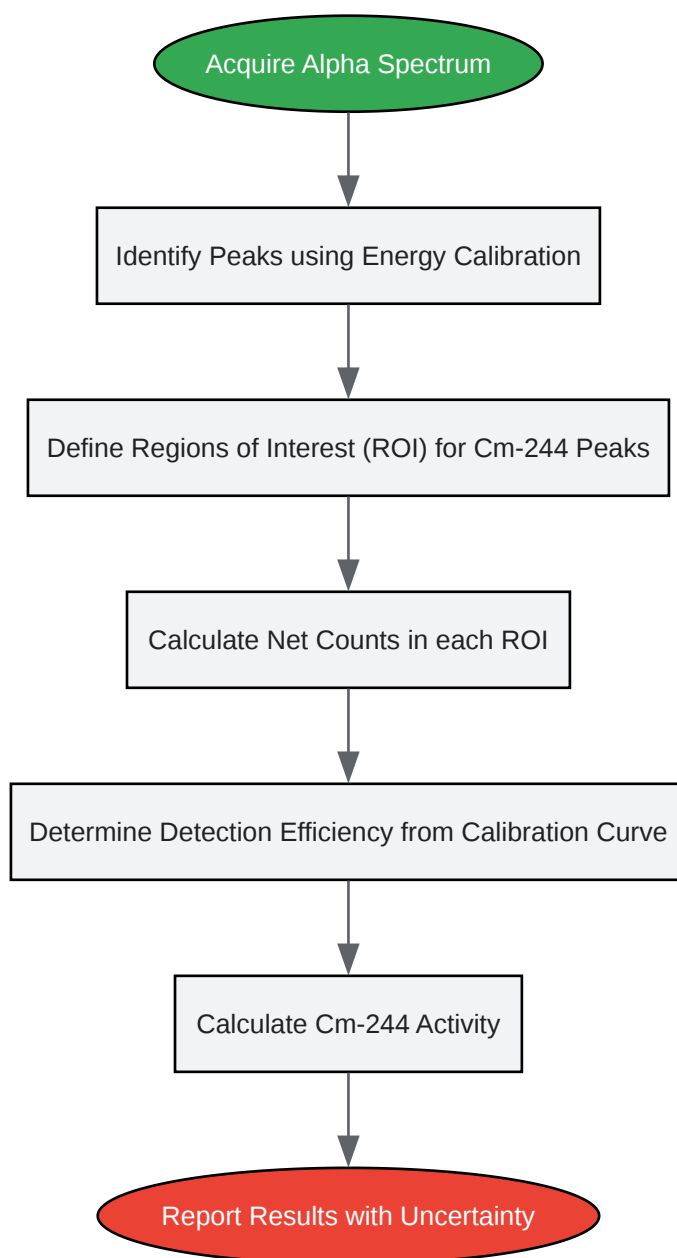 Acquire Alpha Spectrum
Identify Peaks using Energy Calibration
Define Regions of Interest (ROI) for Cm-244 Peaks
Calculate Net Counts in each ROI
Determine Detection Efficiency from Calibration Curve
Calculate Cm-244 Activity
Report Results with Uncertainty